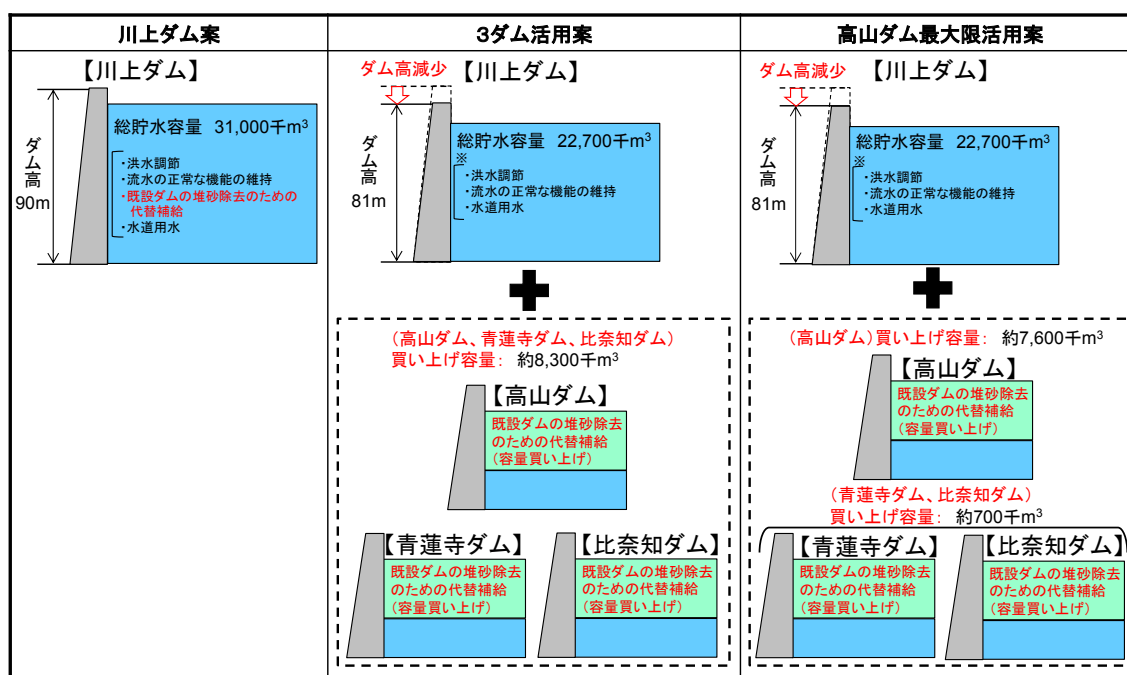 川上ダム案
3ダム活用案
高山ダム最大限活用案
【川上ダム】
ダム高
90m
総貯水容量 31,000千m³
・洪水調節
・流水の正常な機能の維持
・既設ダムの堆砂除去のための
代替補給
・水道用水
ダム高減少
【川上ダム】
ダム高
81m
総貯水容量 22,700千m³
※
・洪水調節
・流水の正常な機能の維持
・水道用水
(高山ダム、青蓮寺ダム、比奈知ダム)
買い上げ容量: 約8,300千m³
【高山ダム】
既設ダムの堆砂除去
のための代替補給
(容量買い上げ)
【青蓮寺ダム】
既設ダムの堆砂除去
のための代替補給
(容量買い上げ)
【比奈知ダム】
既設ダムの堆砂除去
のための代替補給
(容量買い上げ)
ダム高減少
【川上ダム】
ダム高
81m
総貯水容量 22,700千m³
※
・洪水調節
・流水の正常な機能の維持
・水道用水
(高山ダム)買い上げ容量: 約7,600千m³
【高山ダム】
既設ダムの堆砂除去
のための代替補給
(容量買い上げ)
(青蓮寺ダム、比奈知ダム)
買い上げ容量: 約700千m³
【青蓮寺ダム】
既設ダムの堆砂除去
のための代替補給
(容量買い上げ)
【比奈知ダム】
既設ダムの堆砂除去
のための代替補給
(容量買い上げ)